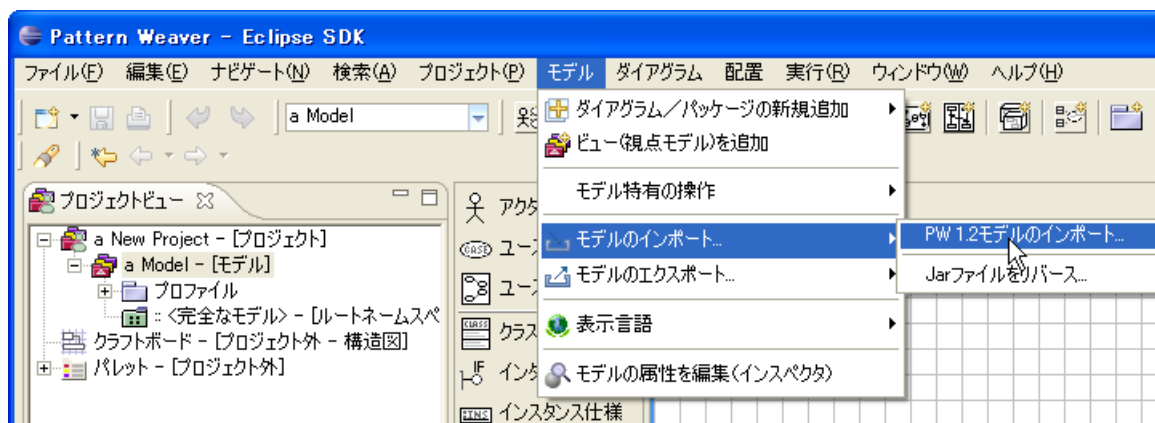 Pattern Weaver - Eclipse SDK
ファイル(F) 編集(E) ナビゲート(N) 検索(A) プロジェクト(P) モデル ダイアグラム 配置 実行(R) ウィンドウ(W) ヘルプ(H)
a Model
ダイアグラム／パッケージの新規追加
ビュー(視点モデル)を追加
モデル特有の操作
モデルのインポート...
モデルのエクスポート...
表示言語
モデルの属性を編集(インスペクタ)
PW 1.2モデルのインポート...
Jarファイルをリバース...
プロジェクトビュー
a New Project - [プロジェクト]
a Model - [モデル]
プロファイル
:: <完全なモデル> - [ルートネームスペ
クラフトボード - [プロジェクト外 - 構造図]
パレット - [プロジェクト外]
アクタ
CASE ユース
ユー
CLASS クラス
IF インタ
INS インスタンス仕様